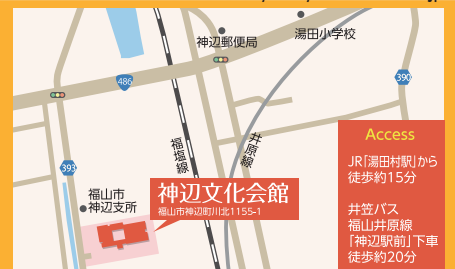 神辺郵便局
湯田小学校
486
390
福塩線
井原線
393
福山市
神辺支所
神辺文化会館
福山市神辺町川北1155-1
Access
JR「湯田村駅」から
徒歩約15分
井笠バス
福山井原線
「神辺駅前」下車
徒歩約20分